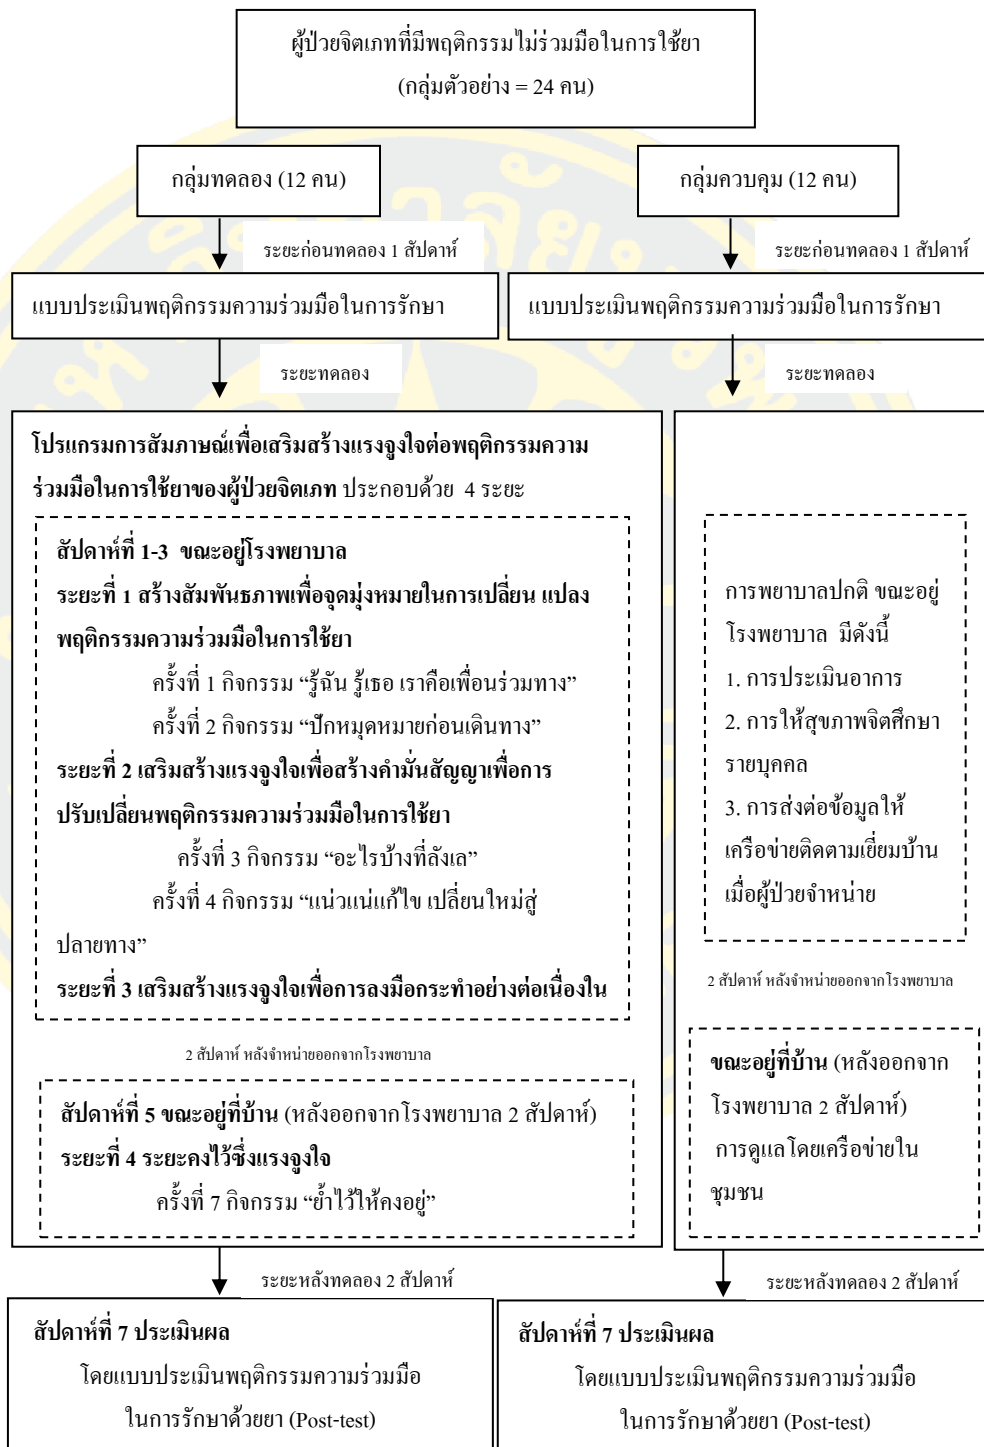 ผู้ป่วยจิตเภทที่มีพฤติกรรมไม่ร่วมมือในการใช้ยา
(กลุ่มตัวอย่าง = 24 คน)
กลุ่มทดลอง (12 คน)
กลุ่มควบคุม (12 คน)
ระยะก่อนทดลอง 1 สัปดาห์
ระยะก่อนทดลอง 1 สัปดาห์
แบบประเมินพฤติกรรมความร่วมมือในการรักษา
แบบประเมินพฤติกรรมความร่วมมือในการรักษา
ระยะทดลอง
ระยะทดลอง
โปรแกรมการสัมภาษณ์เพื่อเสริมสร้างแรงจูงใจต่อพฤติกรรมความ
ร่วมมือในการใช้ยาของผู้ป่วยจิตเภท ประกอบด้วย 4 ระยะ
สัปดาห์ที่ 1-3 ขณะอยู่โรงพยาบาล
ระยะที่ 1 สร้างสัมพันธภาพเพื่อจุดมุ่งหมายในการเปลี่ยน แปลง
พฤติกรรมความร่วมมือในการใช้ยา
ครั้งที่ 1 กิจกรรม “รู้ฉัน รู้เธอ เราคือเพื่อนร่วมทาง”
ครั้งที่ 2 กิจกรรม “ปักหมุดหมายก่อนเดินทาง”
ระยะที่ 2 เสริมสร้างแรงจูงใจเพื่อสร้างคำมั่นสัญญาเพื่อการ
ปรับเปลี่ยนพฤติกรรมความร่วมมือในการใช้ยา
ครั้งที่ 3 กิจกรรม “อะไรบ้างที่ลังเล”
ครั้งที่ 4 กิจกรรม “แน่วแน่แก้ไข เปลี่ยนใหม่สู่
ปลายทาง”
ระยะที่ 3 เสริมสร้างแรงจูงใจเพื่อการลงมือกระทำอย่างต่อเนื่องใน
2 สัปดาห์ หลังจำหน่ายออกจากโรงพยาบาล
สัปดาห์ที่ 5 ขณะอยู่ที่บ้าน (หลังออกจากโรงพยาบาล 2 สัปดาห์)
ระยะที่ 4 ระยะคงไว้ซึ่งแรงจูงใจ
ครั้งที่ 7 กิจกรรม “ย้ำไว้ให้คงอยู่”
การพยาบาลปกติ ขณะอยู่
โรงพยาบาล มีดังนี้
1. การประเมินอาการ
2. การให้สุขภาพจิตศึกษา
รายบุคคล
3. การส่งต่อข้อมูลให้
เครือข่ายติดตามเยี่ยมบ้าน
เมื่อผู้ป่วยจำหน่าย
2 สัปดาห์ หลังจำหน่ายออกจากโรงพยาบาล
ขณะอยู่ที่บ้าน (หลังออกจาก
โรงพยาบาล 2 สัปดาห์)
การดูแลโดยเครือข่ายใน
ชุมชน
ระยะหลังทดลอง 2 สัปดาห์
ระยะหลังทดลอง 2 สัปดาห์
สัปดาห์ที่ 7 ประเมินผล
โดยแบบประเมินพฤติกรรมความร่วมมือ
ในการรักษาด้วยยา (Post-test)
สัปดาห์ที่ 7 ประเมินผล
โดยแบบประเมินพฤติกรรมความร่วมมือ
ในการรักษาด้วยยา (Post-test)